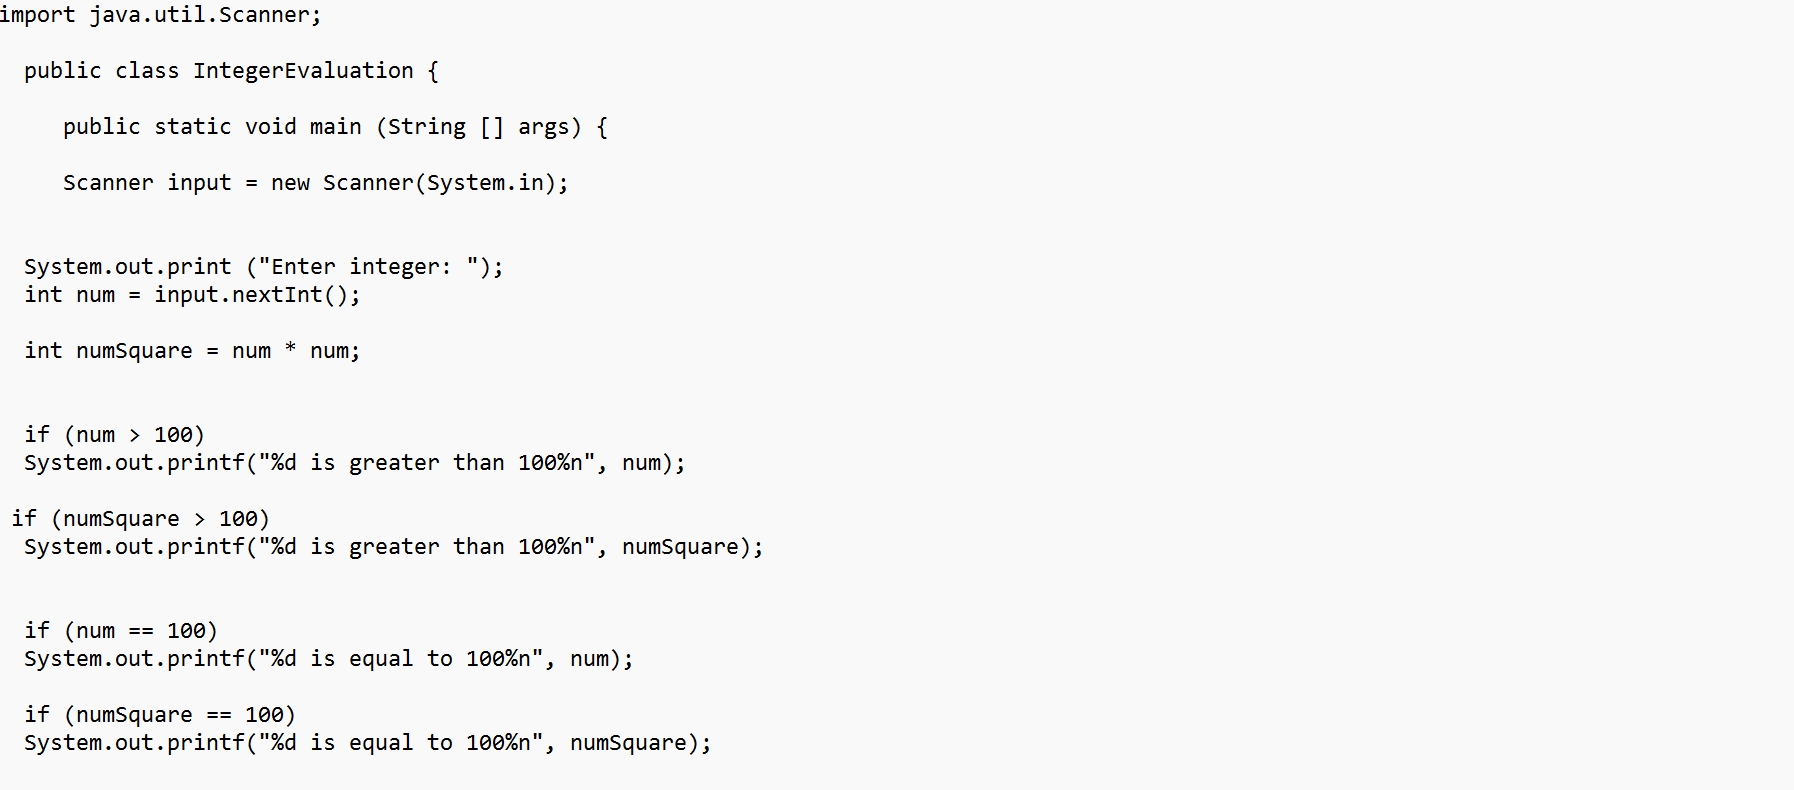 import java.util.Scanner;
public class IntegerEvaluation {
public static void main (String [] args) {
Scanner input = new Scanner(System.in);
System.out.print ("Enter integer: ");
int num = input.nextInt();
int numSquare = num * num;
if (num > 100)
System.out.printf("%d is greater than 100%n", num);
if (numSquare > 100)
System.out.printf("%d is greater than 100%n", numSquare);
if (num == 100)
System.out.printf("%d is equal to 100%n", num);
if (numSquare == 100)
System.out.printf("%d is equal to 100%n", numSquare);